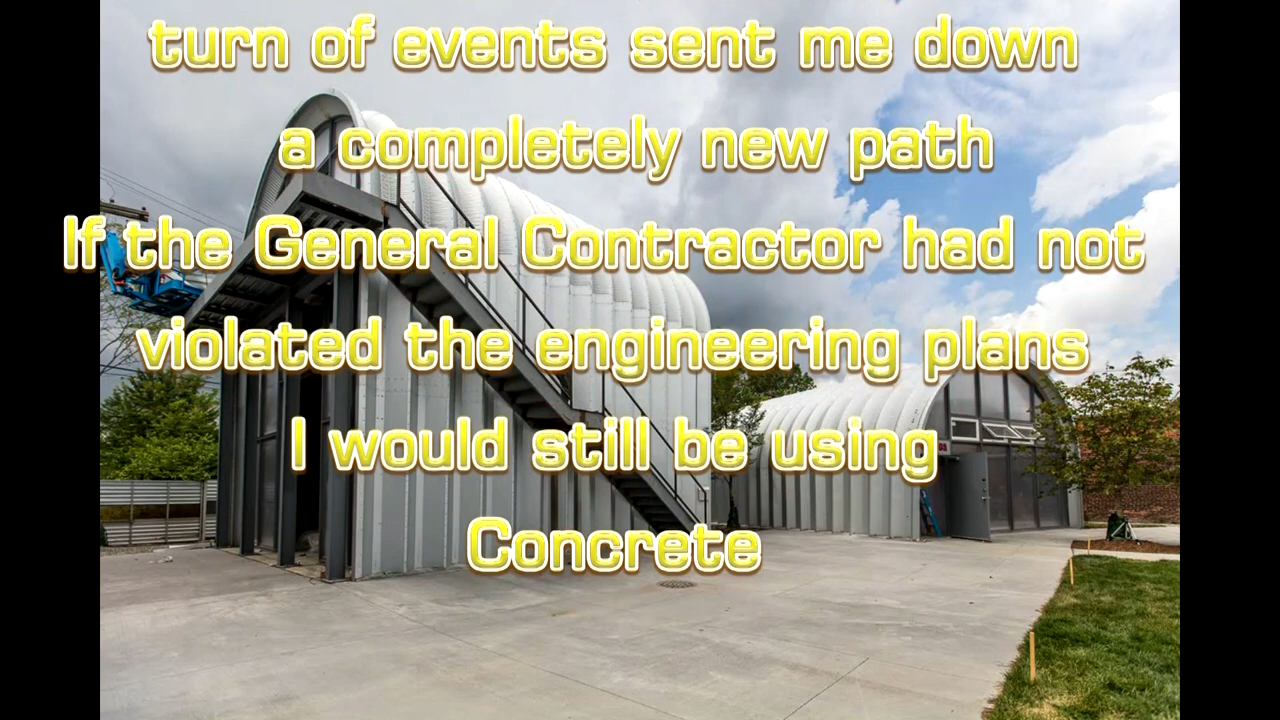 turn of events sent me down
a completely new path
If the General Contractor had not
violated the engineering plans
I would still be using
Concrete